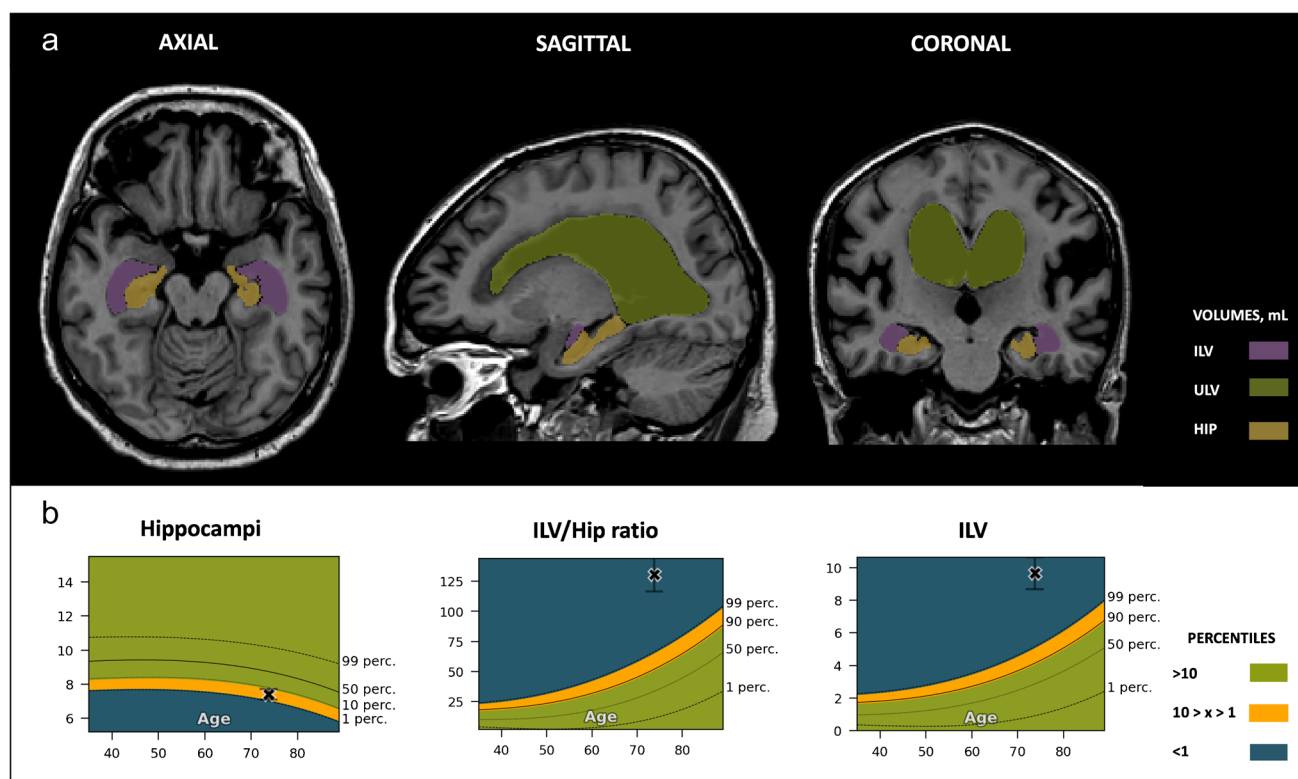 a
AXIAL
SAGITTAL
CORONAL
VOLUMES, mL
ILV
ULV
HIP
b
Hippocampi
14
12
10
8
6
40
50
60
70
80
Age
99 perc.
50 perc.
10 perc.
1 perc.
ILV/Hip ratio
125
100
75
50
25
40
50
60
70
80
Age
99 perc.
90 perc.
50 perc.
1 perc.
ILV
10
8
6
4
2
0
40
50
60
70
80
Age
99 perc.
90 perc.
50 perc.
1 perc.
PERCENTILES
>10
10 > x > 1
<1